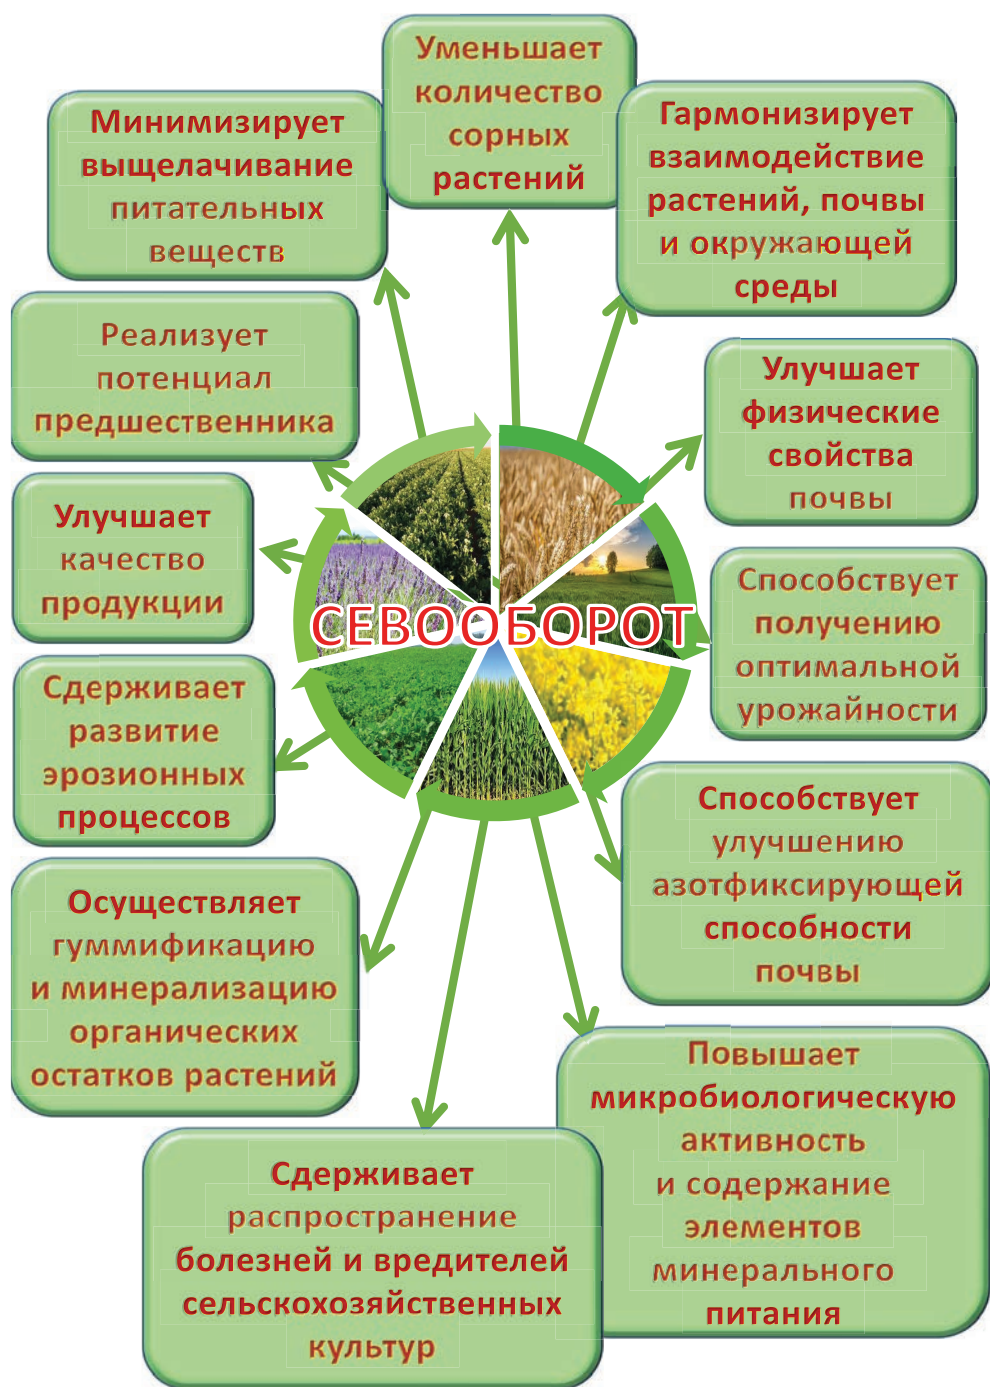 Уменьшает
количество
сорных
растений
Гармонизирует
взаимодействие
растений, почвы
и окружающей
среды
Улучшает
физические
свойства
почвы
Способствует
получению
оптимальной
урожайности
Способствует
улучшению
азотфиксирующей
способности
почвы
Повышает
микробиологическую
активность
и содержание
элементов
минерального
питания
Сдерживает
распространение
болезней и вредителей
сельскохозяйственных
культур
Осуществляет
гуммификацию
и минерализацию
органических
остатков растений
Сдерживает
развитие
эрозионных
процессов
Улучшает
качество
продукции
Реализует
потенциал
предшественника
Минимизирует
выщелачивание
питательных
веществ
СЕВООБОРОТ